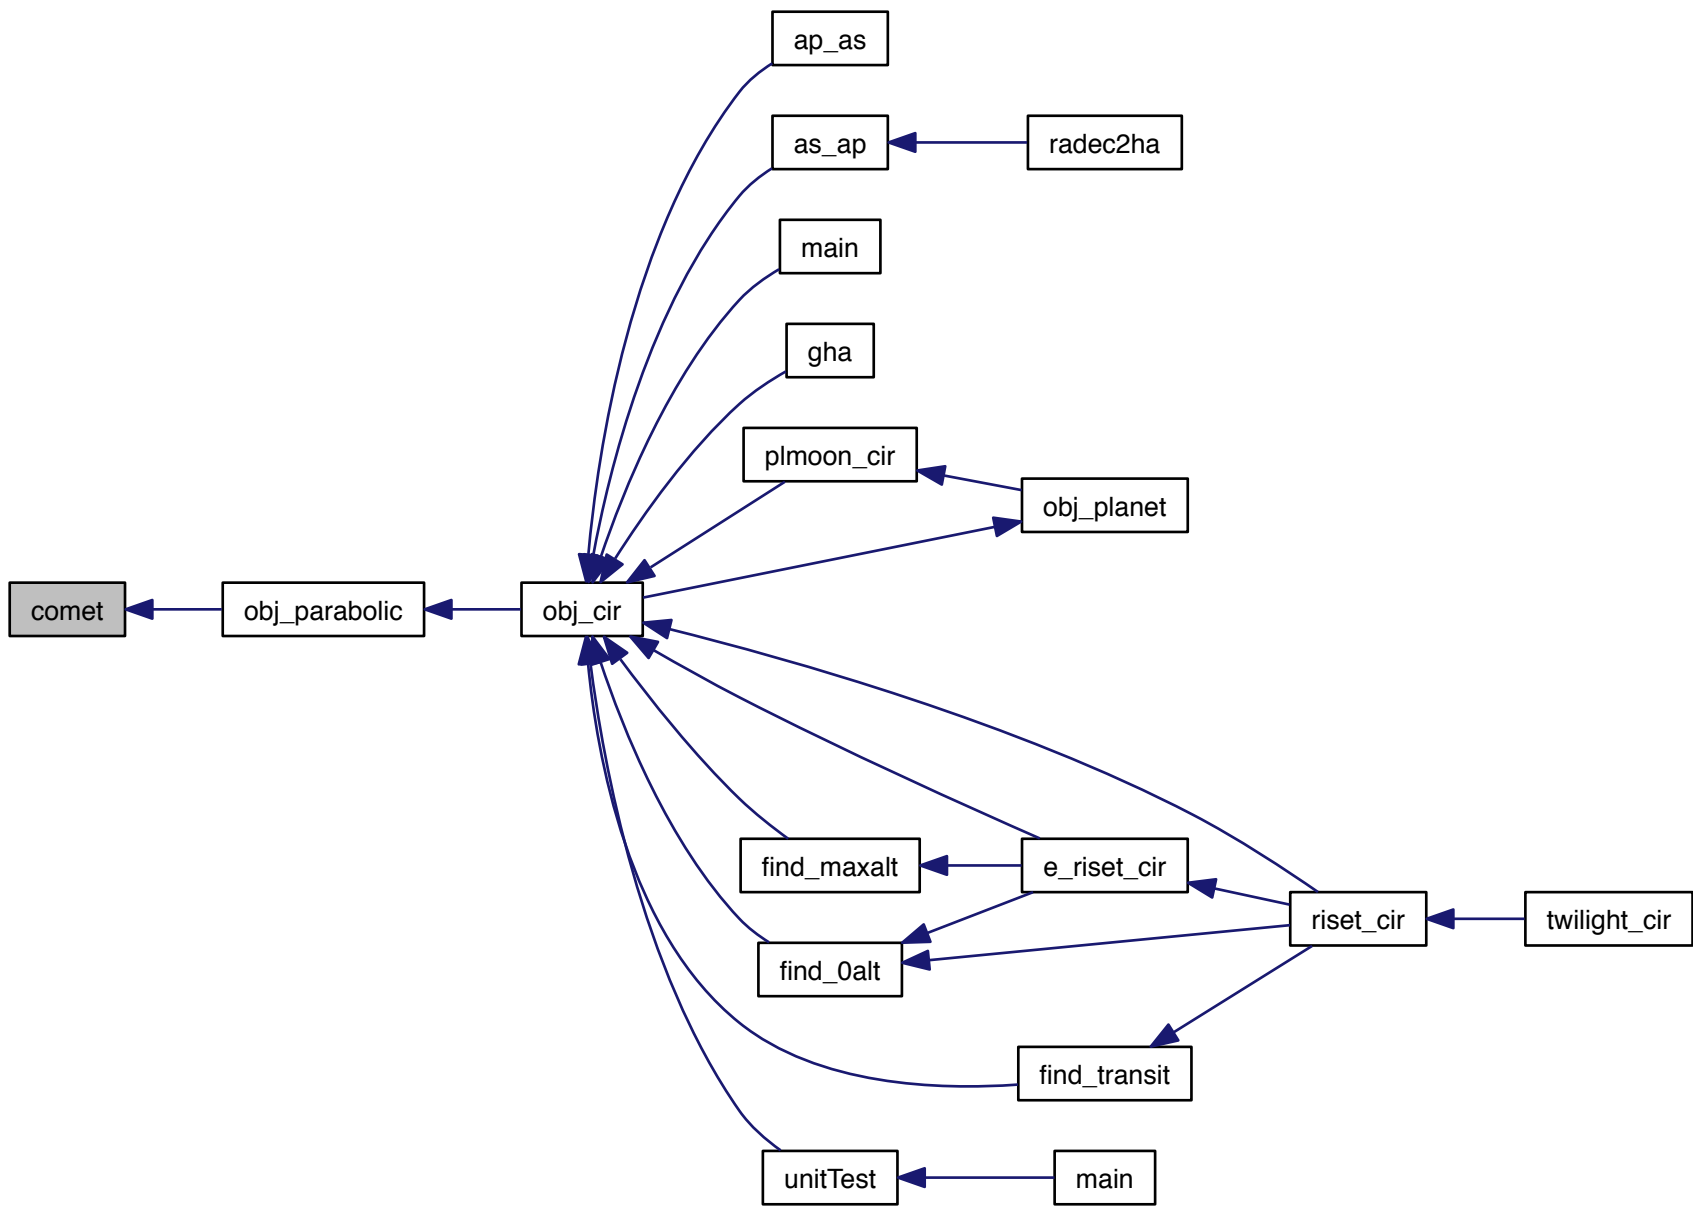 ap_as
as_ap
radec2ha
main
gha
plmoon_cir
obj_planet
comet
obj_parabolic
obj_cir
find_maxalt
e_riset_cir
riset_cir
twilight_cir
find_0alt
find_transit
unitTest
main